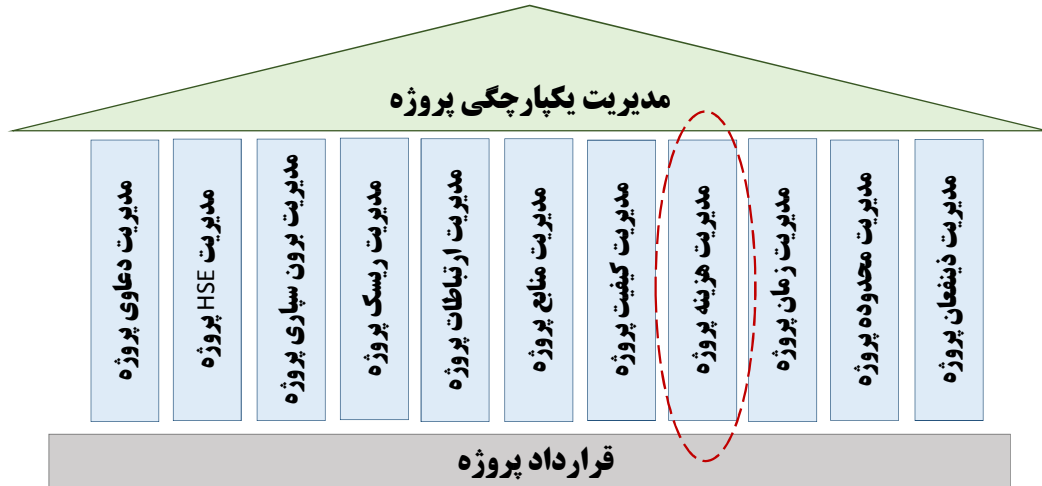 مدیریت یکپارچگی پروژه
مدیریت ذینفعان پروژه
مدیریت محدوده پروژه
مدیریت زمان پروژه
مدیریت هزینه پروژه
مدیریت کیفیت پروژه
مدیریت منابع پروژه
مدیریت ارتباطات پروژه
مدیریت ریسک پروژه
مدیریت برون سپاری پروژه
مدیریت HSE پروژه
مدیریت دعاوی پروژه
قرارداد پروژه